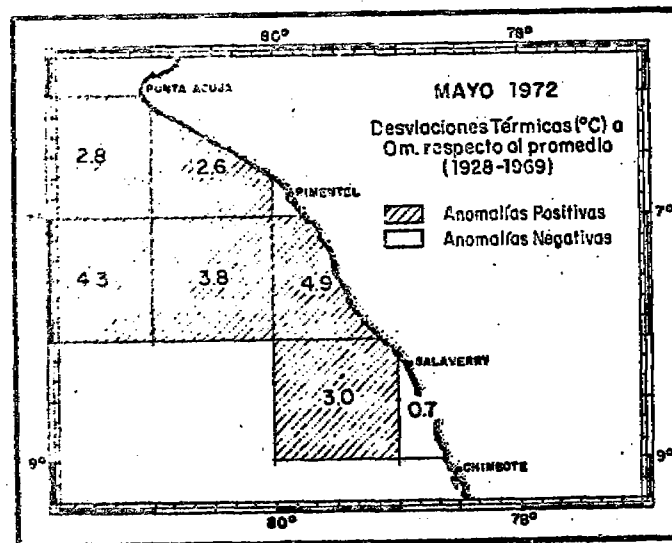 80° 78°
PUNTA AGUJA
MAYO 1972
Desviaciones Térmicas (°C) a
0m. respecto al promedio
(1928-1969)
2.8 2.6
PIMENTEL
7° 7°
Anomalías Positivas
Anomalías Négativas
4.3 3.8 4.9
SALAVERRY
3.0 0.7
9° 9°
CHIMBOTE
80° 78°